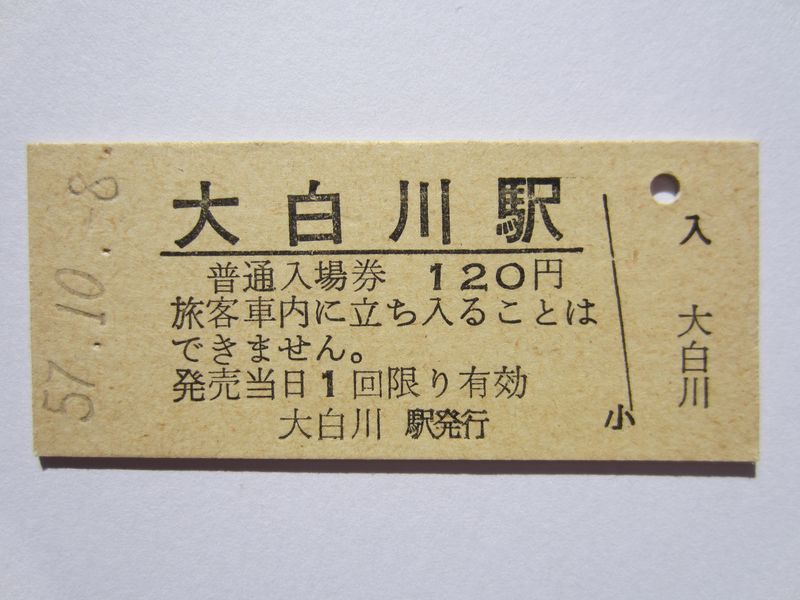 57.10.-8
大白川駅
普通入場券 120円
旅客車内に立ち入ることは
できません。
発売当日1回限り有効
大白川 駅発行
小
入
大白川